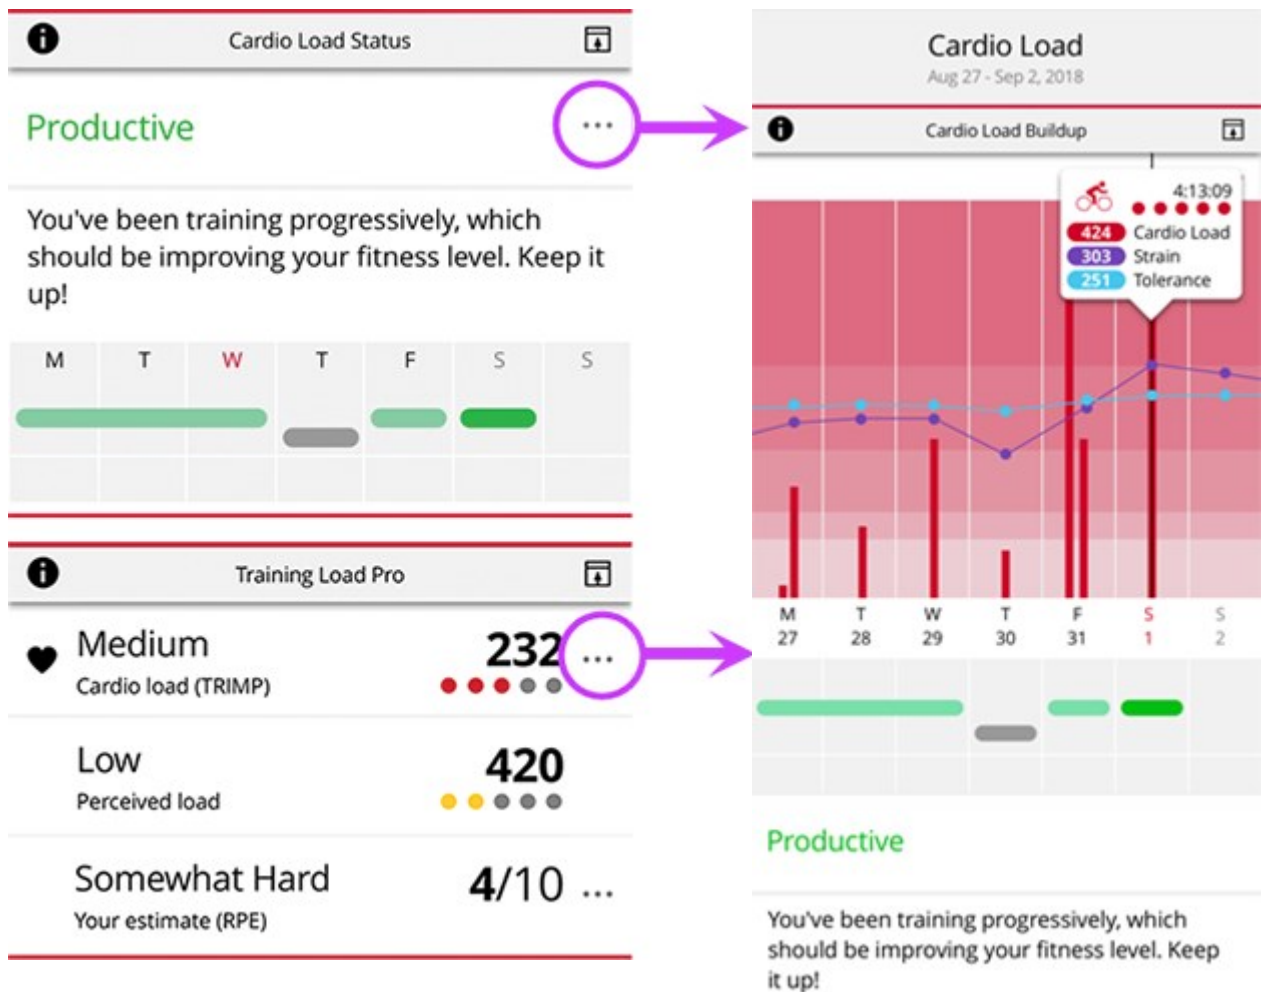 Cardio Load Status
Productive
...
You've been training progressively, which
should be improving your fitness level. Keep it
up!
M T W T F S S
Training Load Pro
Medium 232 ...
Cardio load (TRIMP)
Low 420
Perceived load
Somewhat Hard 4/10 ...
Your estimate (RPE)
Cardio Load
Aug 27 - Sep 2, 2018
Cardio Load Buildup
4:13:09
424 Cardio Load
303 Strain
251 Tolerance
M T W T F S S
27 28 29 30 31 1 2
Productive
You've been training progressively, which
should be improving your fitness level. Keep
it up!